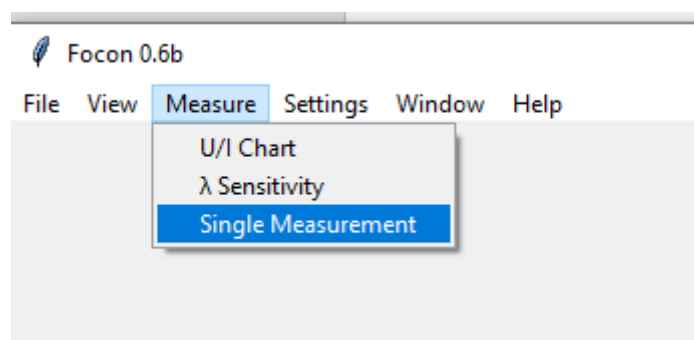 Focon 0.6b
File View Measure Settings Window Help
U/I Chart
λ Sensitivity
Single Measurement